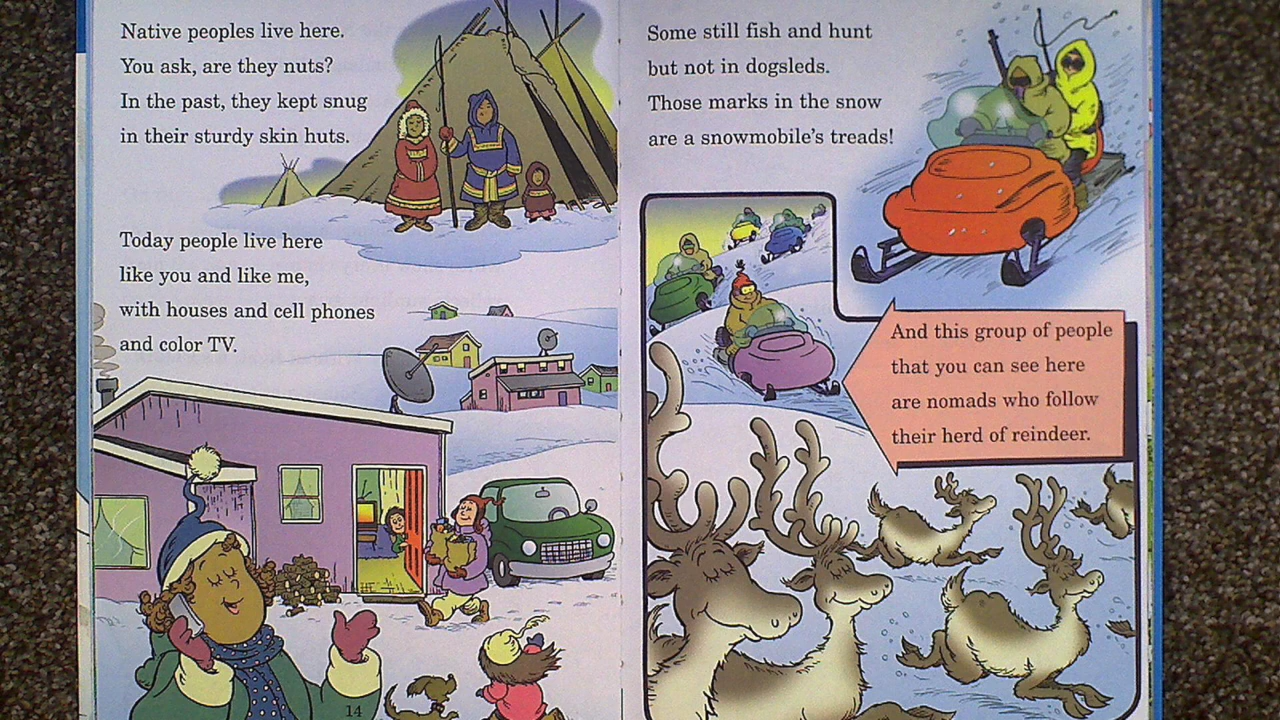 Native peoples live here.
You ask, are they nuts?
In the past, they kept snug
in their sturdy skin huts.
Today people live here
like you and like me,
with houses and cell phones
and color TV.
14
Some still fish and hunt
but not in dogsleds.
Those marks in the snow
are a snowmobile's treads!
And this group of people
that you can see here
are nomads who follow
their herd of reindeer.